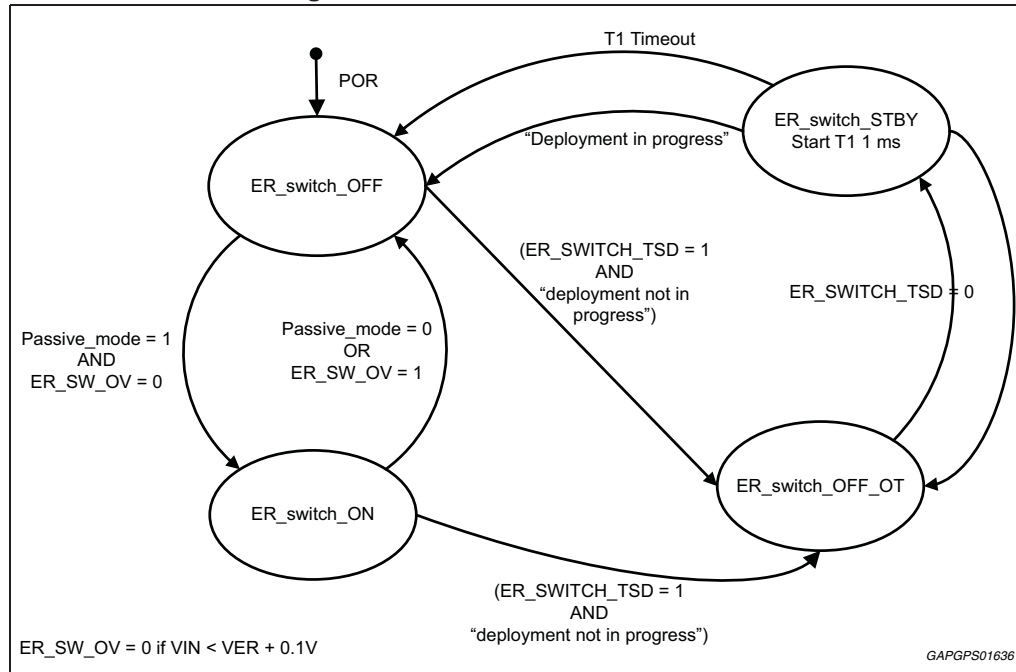 T1 Timeout
POR
ER_switch_STBY
Start T1 1 ms
“Deployment in progress”
ER_switch_OFF
(ER_SWITCH_TSD = 1
AND
“deployment not in
progress”)
ER_SWITCH_TSD = 0
Passive_mode = 1
AND
ER_SW_OV = 0
Passive_mode = 0
OR
ER_SW_OV = 1
ER_switch_OFF_OT
ER_switch_ON
(ER_SWITCH_TSD = 1
AND
“deployment not in progress”)
ER_SW_OV = 0 if VIN < VER + 0.1V
GAPGPS01636